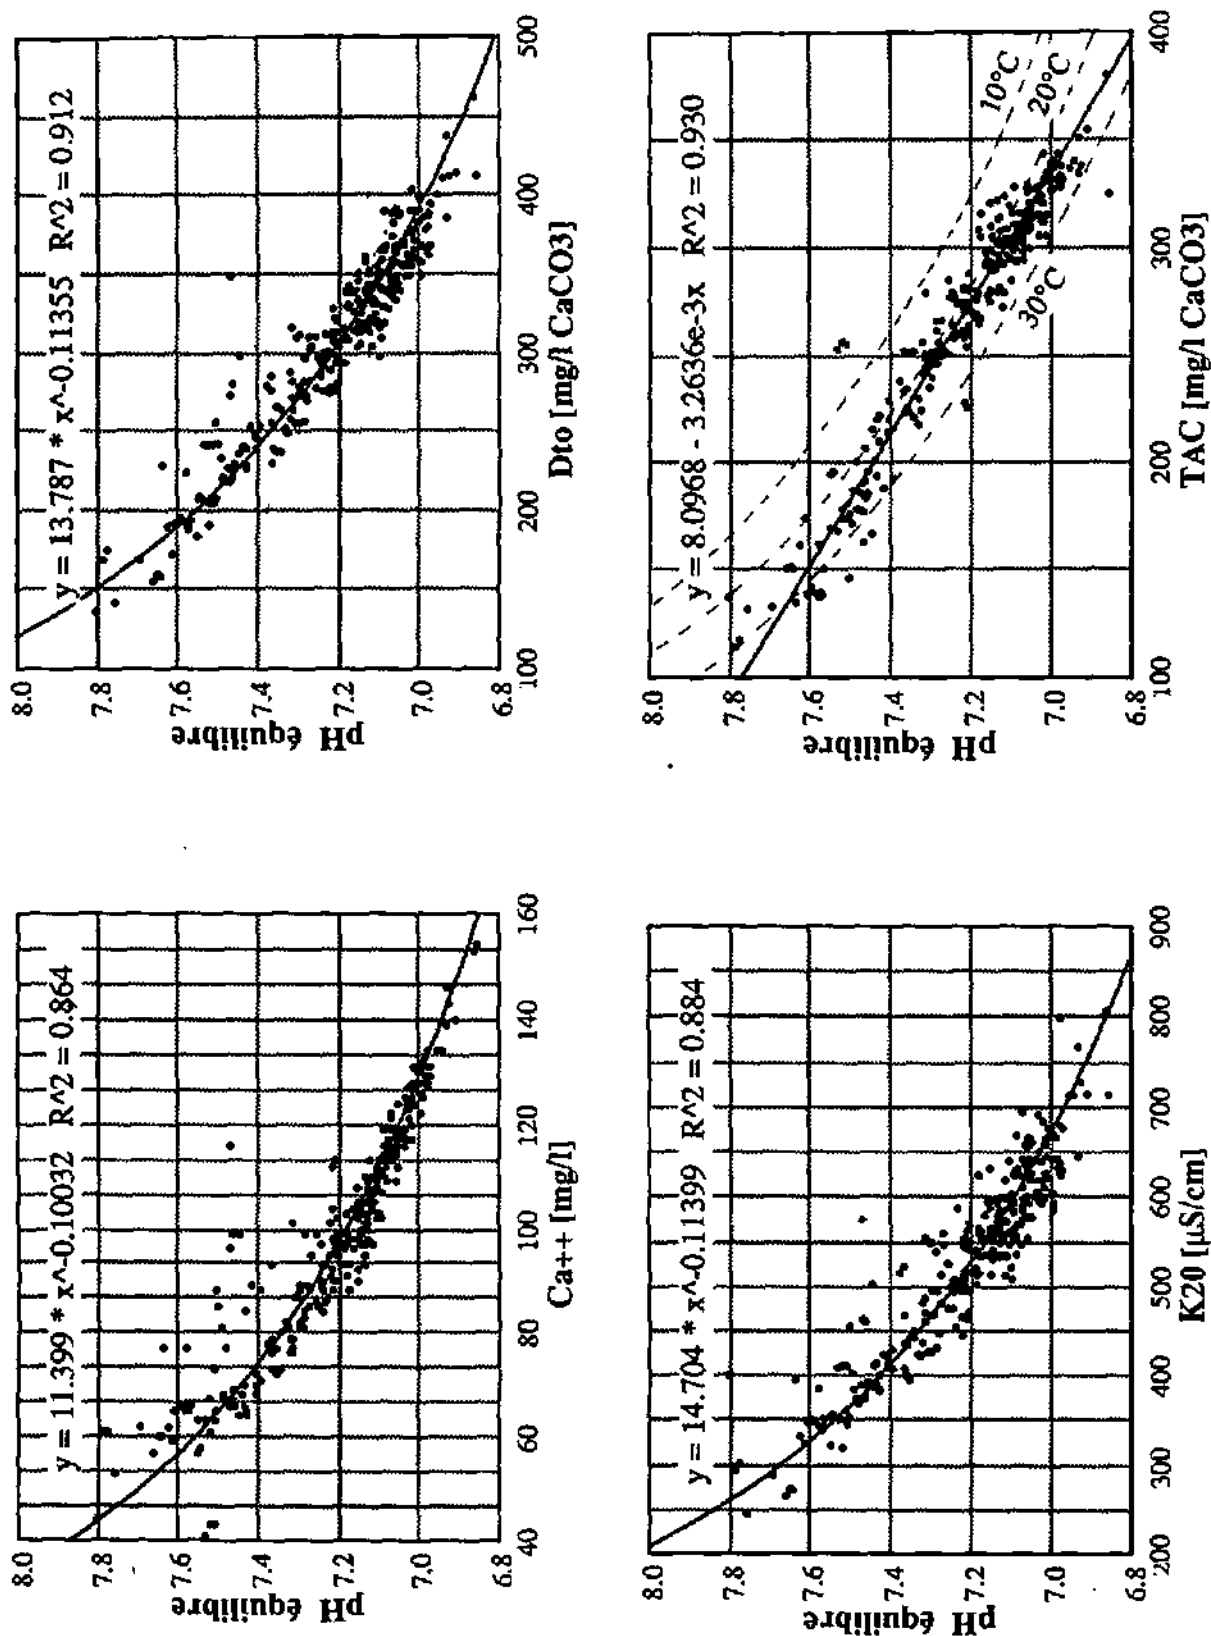 y = 11.399 * x^-0.10032 R^2 = 0.864
pH équilibre
8.0
7.8
7.6
7.4
7.2
7.0
6.8
40 60 80 100 120 140 160
Ca++ [mg/l]
y = 13.787 * x^-0.11355 R^2 = 0.912
pH équilibre
8.0
7.8
7.6
7.4
7.2
7.0
6.8
100 200 300 400 500
Dto [mg/l CaCO3]
y = 14.704 * x^-0.11399 R^2 = 0.884
pH équilibre
8.0
7.8
7.6
7.4
7.2
7.0
6.8
200 300 400 500 600 700 800 900
K20 [µS/cm]
y = 8.0968 - 3.2636e-3x R^2 = 0.930
10°C
20°C
30°C
pH équilibre
8.0
7.8
7.6
7.4
7.2
7.0
6.8
100 200 300 400
TAC [mg/l CaCO3]